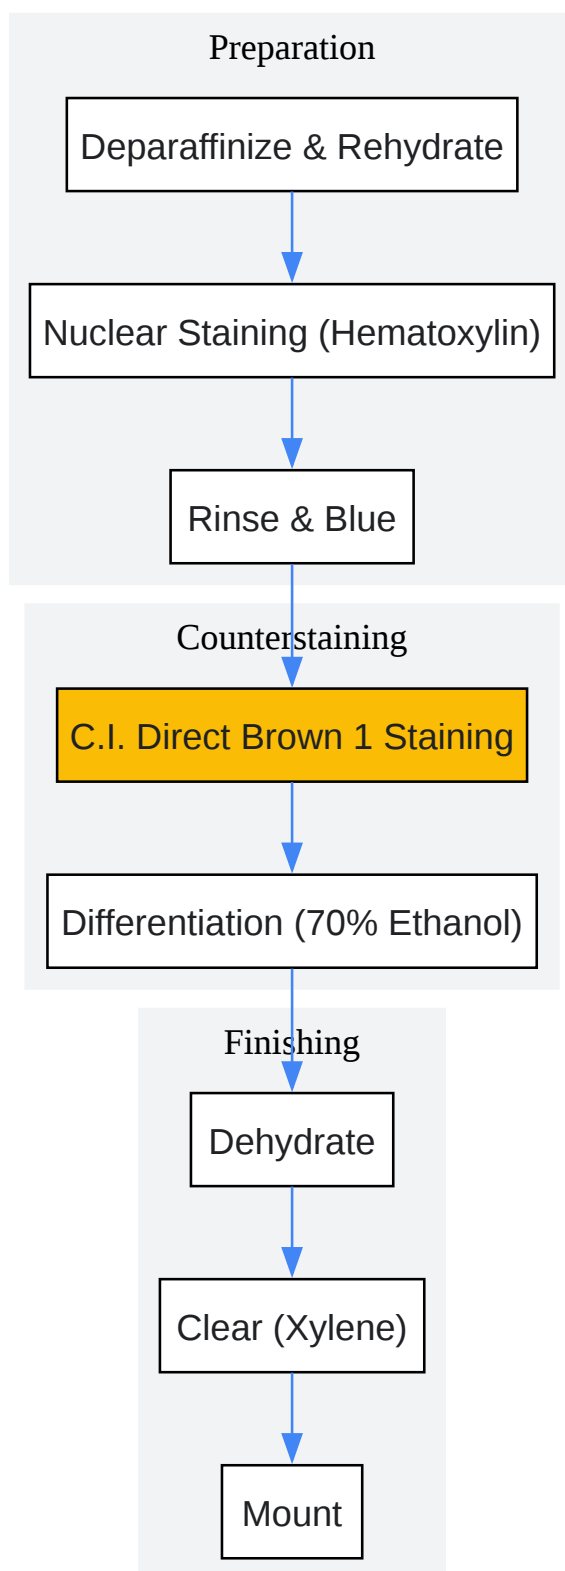 Preparation
Deparaffinize & Rehydrate
Nuclear Staining (Hematoxylin)
Rinse & Blue
Counterstaining
C.I. Direct Brown 1 Staining
Differentiation (70% Ethanol)
Finishing
Dehydrate
Clear (Xylene)
Mount